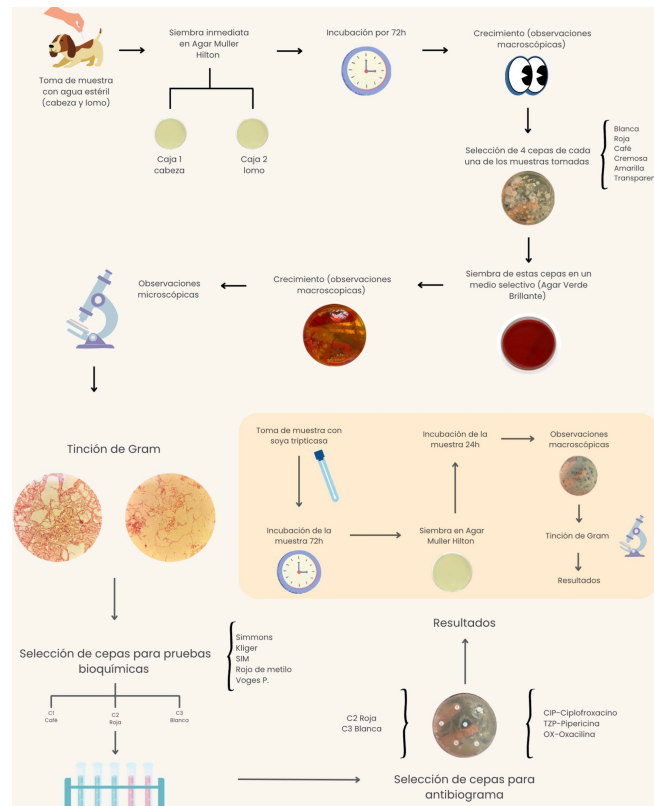 Toma de muestra
con agua estéril
(cabeza y lomo)
Siembra inmediata
en Agar Muller
Hilton
Caja 1
cabeza
Caja 2
lomo
Incubación por 72h
Crecimiento (observaciones
macroscópicas)
Selección de 4 cepas de cada
una de los muestras tomadas
Blanca
Roja
Café
Cremosa
Amarilla
Transparen
Siembra de estas cepas en un
medio selectivo (Agar Verde
Brillante)
Crecimiento (observaciones
macroscopicas)
Observaciones
microscópicas
Tinción de Gram
Toma de muestra con
soya tripticasa
Incubación de la
muestra 72h
Siembra en Agar
Muller Hilton
Incubación de la
muestra 24h
Observaciones
macroscópicas
Tinción de Gram
Resultados
Selección de cepas para pruebas
bioquímicas
Simmons
Kliger
SIM
Rojo de metilo
Voges P.
C1
Café
C2
Roja
C3
Blanca
Selección de cepas para
antibiograma
C2 Roja
C3 Blanca
CIP-Ciplofroxacino
TZP-Pipericina
OX-Oxacilina
Resultados